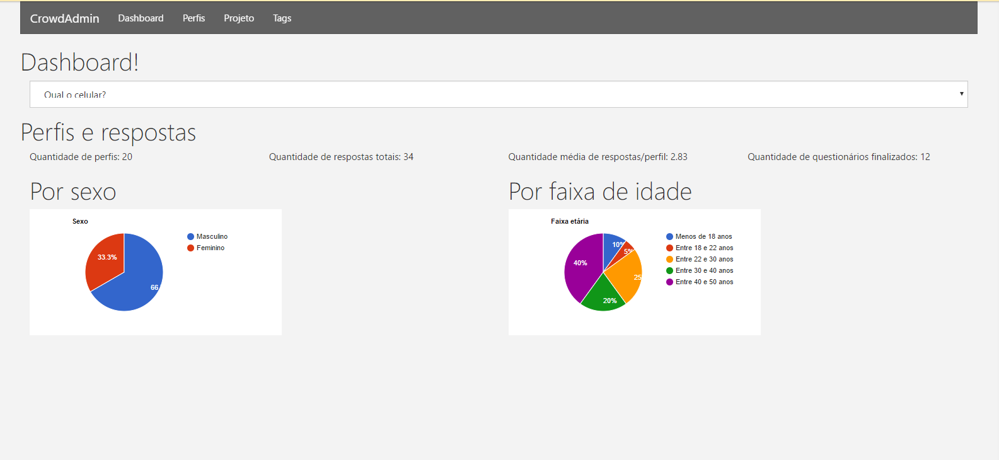 CrowdAdmin Dashboard Perfis Projeto Tags
Dashboard!
Qual o celular?
Perfis e respostas
Quantidade de perfis: 20
Quantidade de respostas totais: 34
Quantidade média de respostas/perfil: 2.83
Quantidade de questionários finalizados: 12
Por sexo
Sexo
Masculino
Feminino
33.3%
66
Por faixa de idade
Faixa etária
Menos de 18 anos
Entre 18 e 22 anos
Entre 22 e 30 anos
Entre 30 e 40 anos
Entre 40 e 50 anos
10%
5%
40%
25
20%